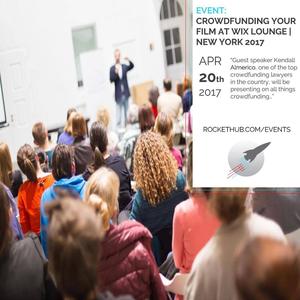 EVENT:
CROWDFUNDING YOUR
FILM AT WIX LOUNGE |
NEW YORK 2017
APR
20th
2017
"Guest speaker Kendall
Almerico, one of the top
crowdfunding lawyers
in the country, will be
presenting on all things
crowdfunding..."
ROCKETHUB.COM/EVENTS